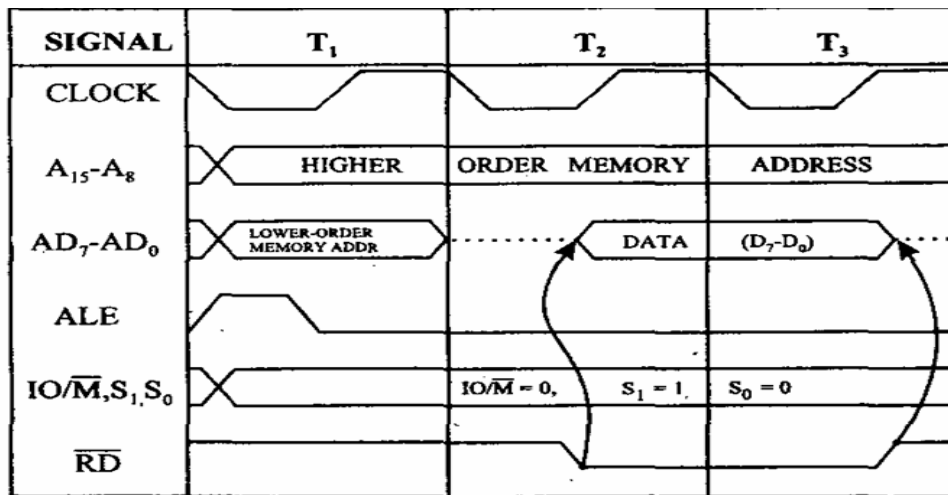 SIGNAL T₁ T₂ T₃
CLOCK
A₁₅-A₈ HIGHER ORDER MEMORY ADDRESS
AD₇-AD₀ LOWER-ORDER MEMORY ADDR DATA (D₇-D₀)
ALE
IO/M̅,S₁,S₀ IO/M̅ = 0, S₁ = 1, S₀ = 0
R̅D̅